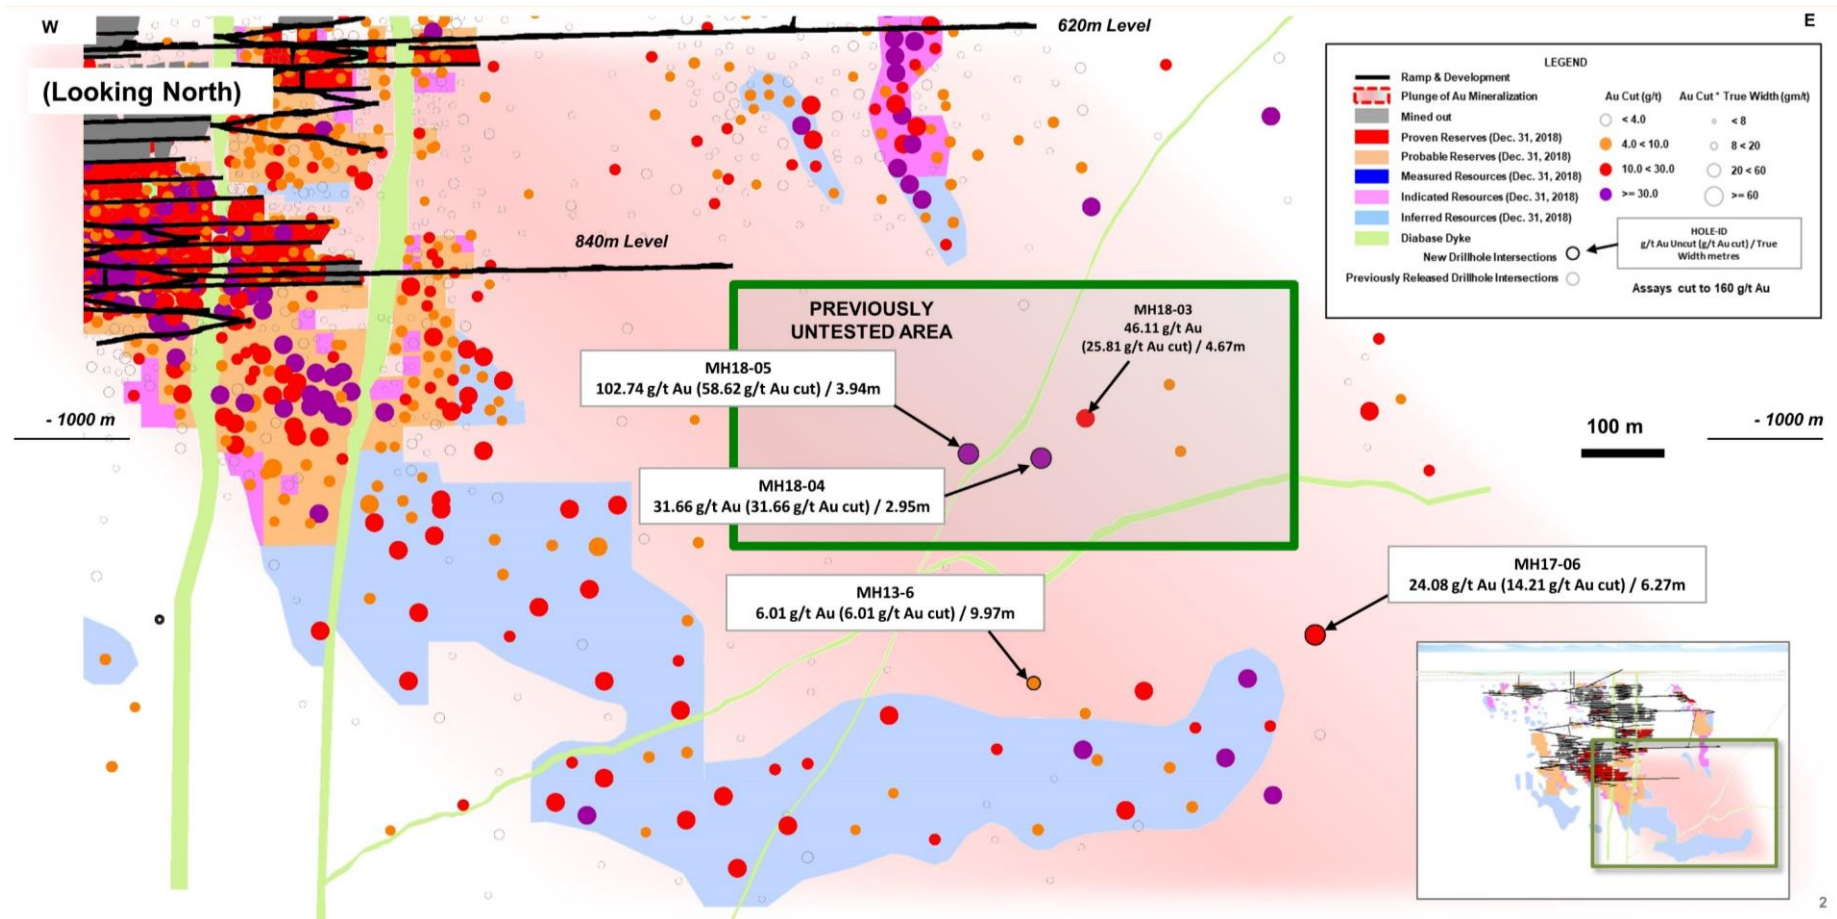 W
620m Level
E
(Looking North)
840m Level
LEGEND
Ramp & Development
Plunge of Au Mineralization
Mined out
Proven Reserves (Dec. 31, 2018)
Probable Reserves (Dec. 31, 2018)
Measured Resources (Dec. 31, 2018)
Indicated Resources (Dec. 31, 2018)
Inferred Resources (Dec. 31, 2018)
Diabase Dyke
New Drillhole Intersections
Previously Released Drillhole Intersections
Au Cut (g/t)
< 4.0
4.0 < 10.0
10.0 < 30.0
>= 30.0
Au Cut * True Width (gm/t)
< 8
8 < 20
20 < 60
>= 60
HOLE-ID
g/t Au Uncut (g/t Au cut) / True
Width metres
Assays cut to 160 g/t Au
PREVIOUSLY
UNTESTED AREA
MH18-03
46.11 g/t Au
(25.81 g/t Au cut) / 4.67m
MH18-05
102.74 g/t Au (58.62 g/t Au cut) / 3.94m
- 1000 m
100 m
- 1000 m
MH18-04
31.66 g/t Au (31.66 g/t Au cut) / 2.95m
MH17-06
24.08 g/t Au (14.21 g/t Au cut) / 6.27m
MH13-6
6.01 g/t Au (6.01 g/t Au cut) / 9.97m
2